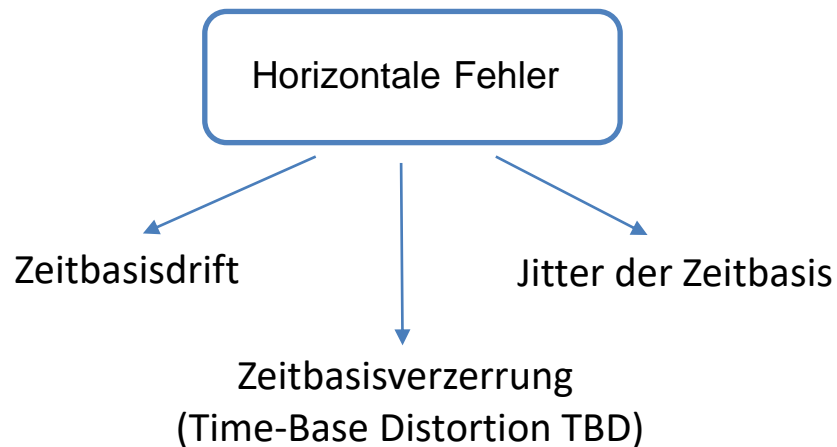 Horizontale Fehler
Zeitbasisdrift
Jitter der Zeitbasis
Zeitbasisverzerrung
(Time-Base Distortion TBD)